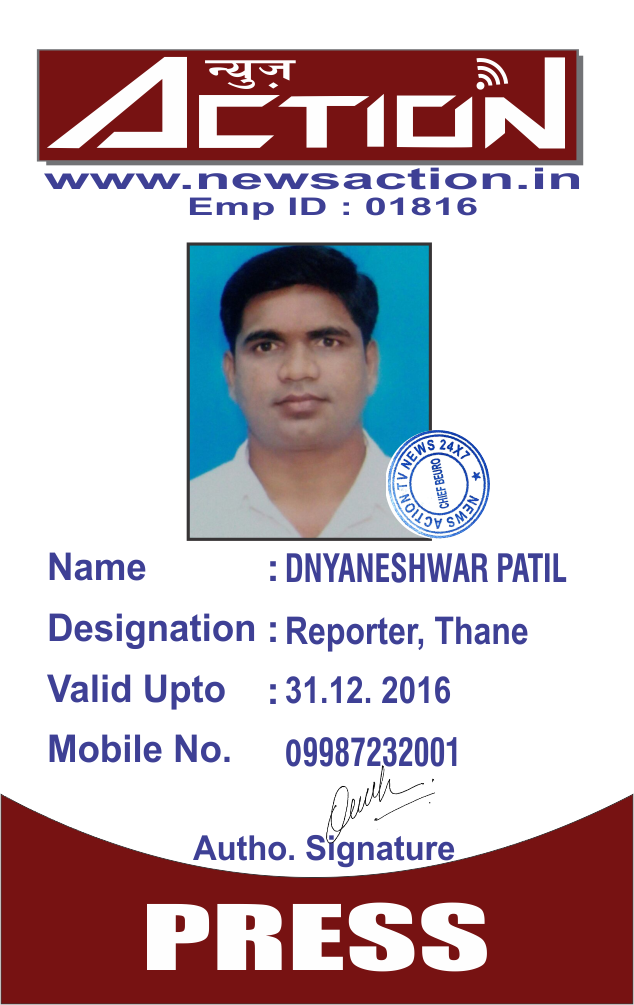 न्यूज़
ACTION
www.newsaction.in
Emp ID : 01816
NEWS ACTION TV NEWS 24X7 ★
CHIEF BEURO
Name : DNYANESHWAR PATIL
Designation : Reporter, Thane
Valid Upto : 31.12. 2016
Mobile No. 09987232001
Autho. Signature
PRESS